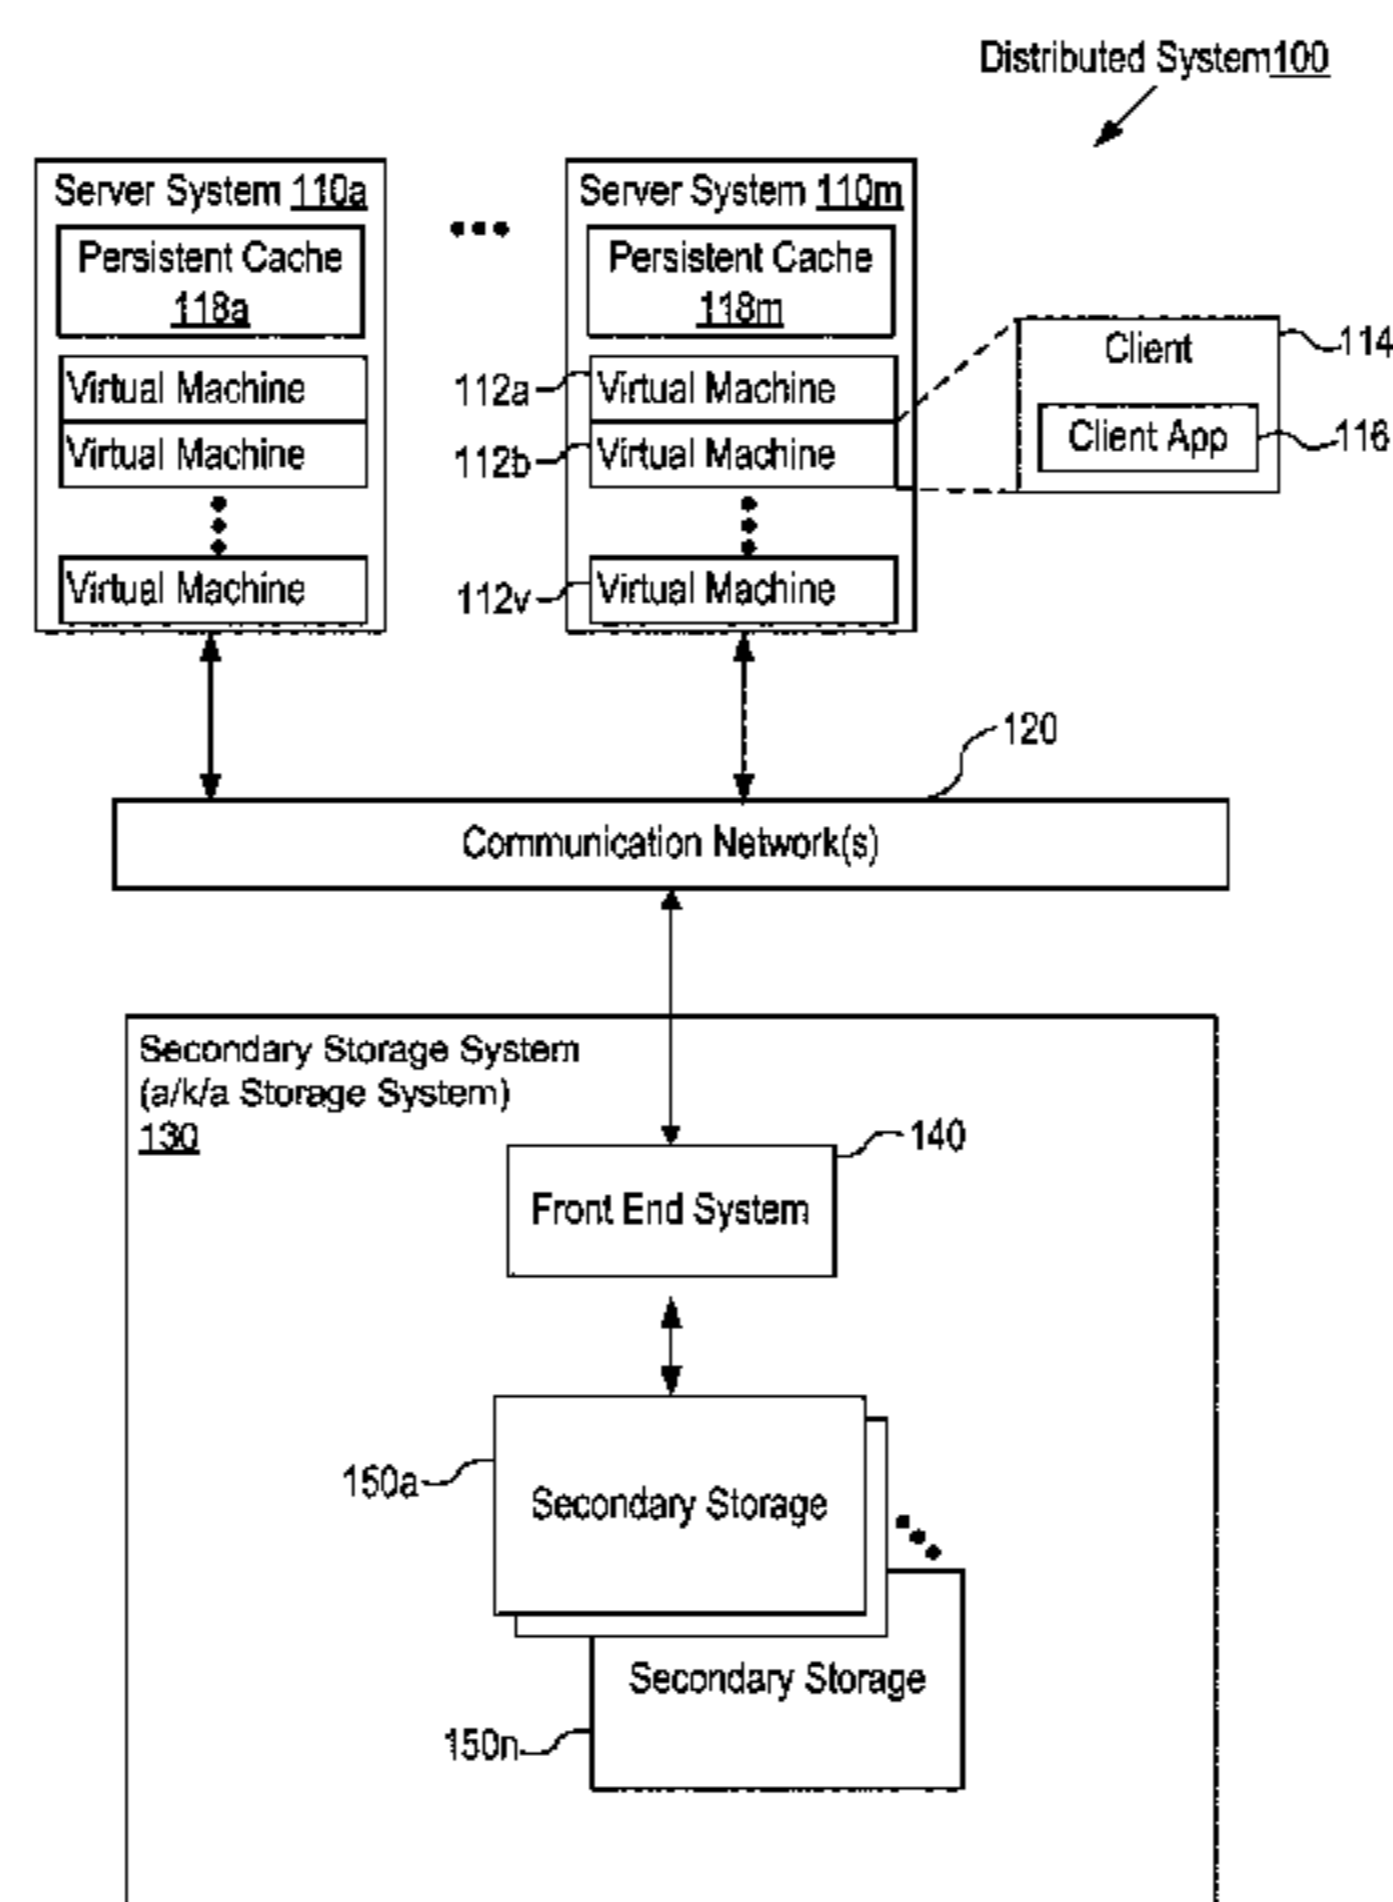 Distributed System100
Server System 110a
Persistent Cache
118a
Virtual Machine
Virtual Machine
Virtual Machine
Server System 110m
Persistent Cache
118m
112a
Virtual Machine
112b
Virtual Machine
112v
Virtual Machine
Client
114
Client App
116
120
Communication Network(s)
Secondary Storage System
(a/k/a Storage System)
130
140
Front End System
150a
Secondary Storage
Secondary Storage
150n